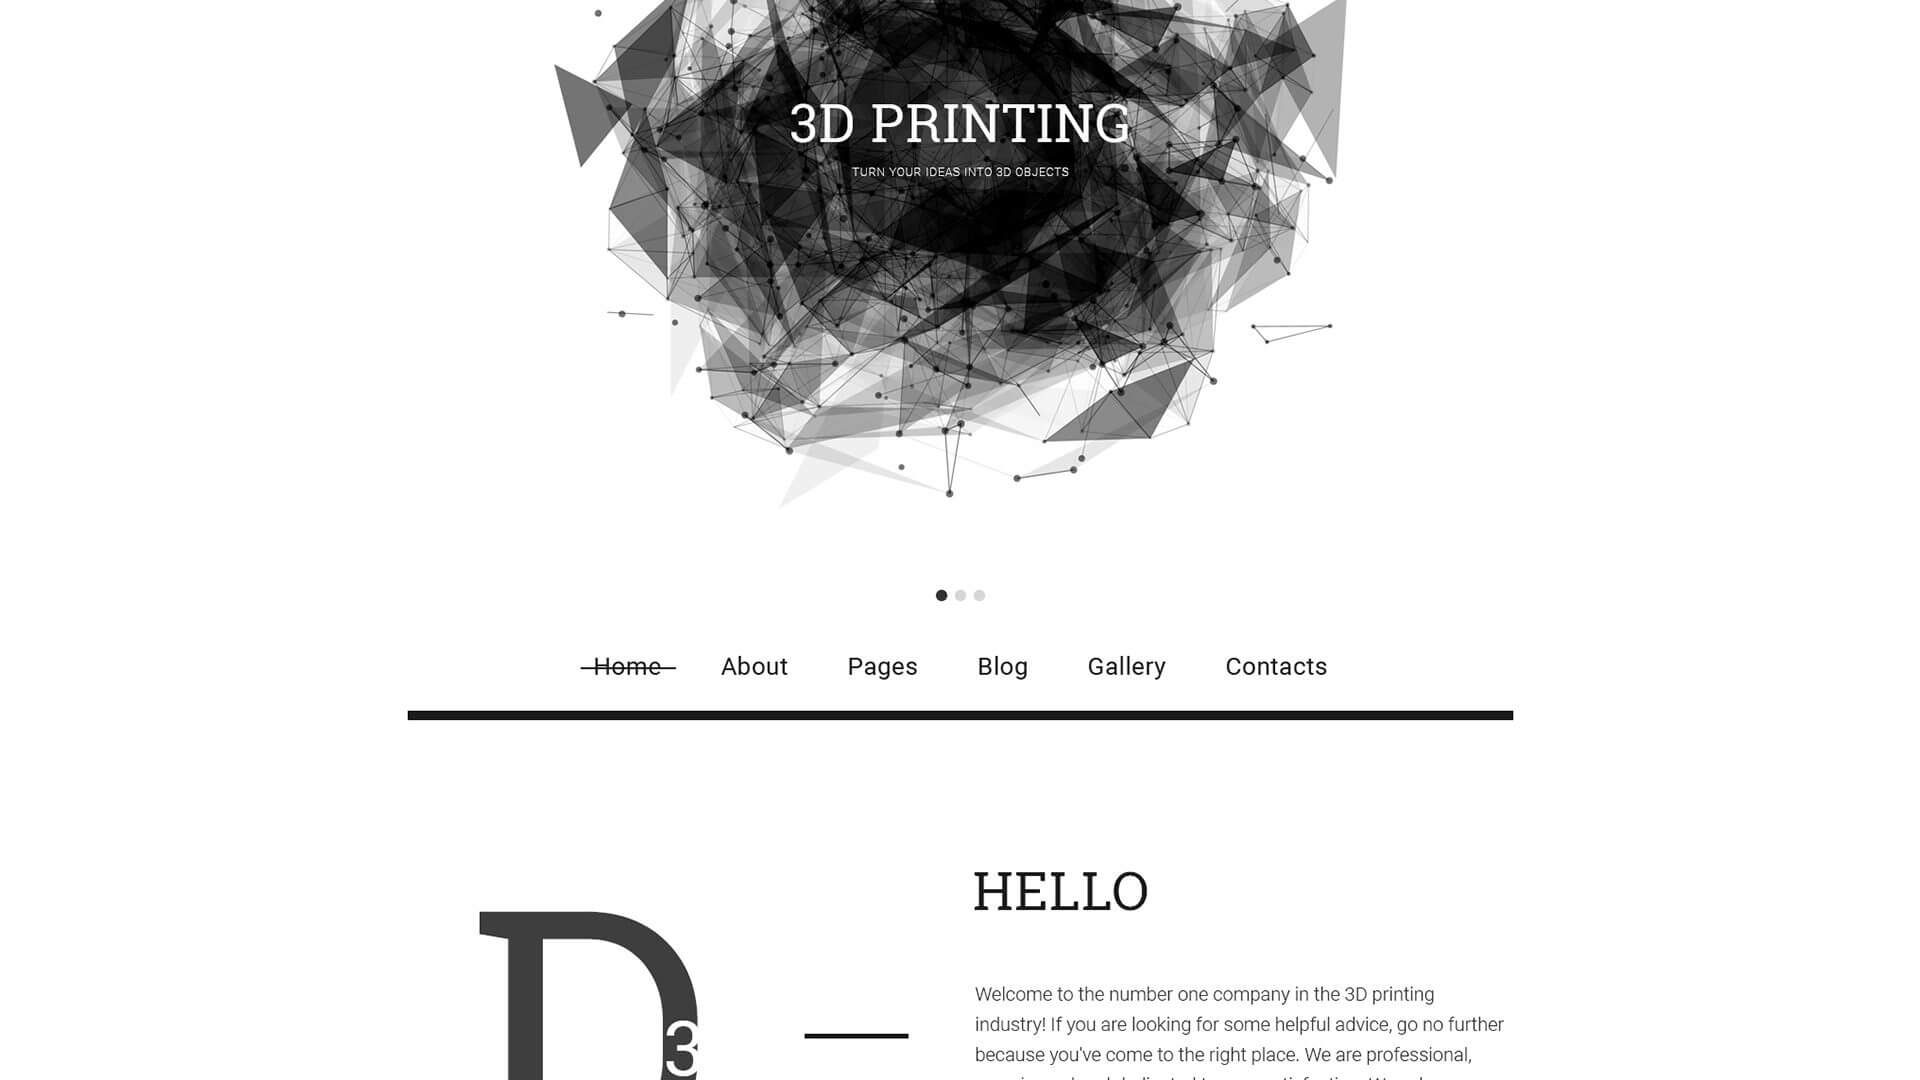 3D PRINTING
TURN YOUR IDEAS INTO 3D OBJECTS
Home About Pages Blog Gallery Contacts
HELLO
D
3
Welcome to the number one company in the 3D printing
industry! If you are looking for some helpful advice, go no further
because you've come to the right place. We are professional,